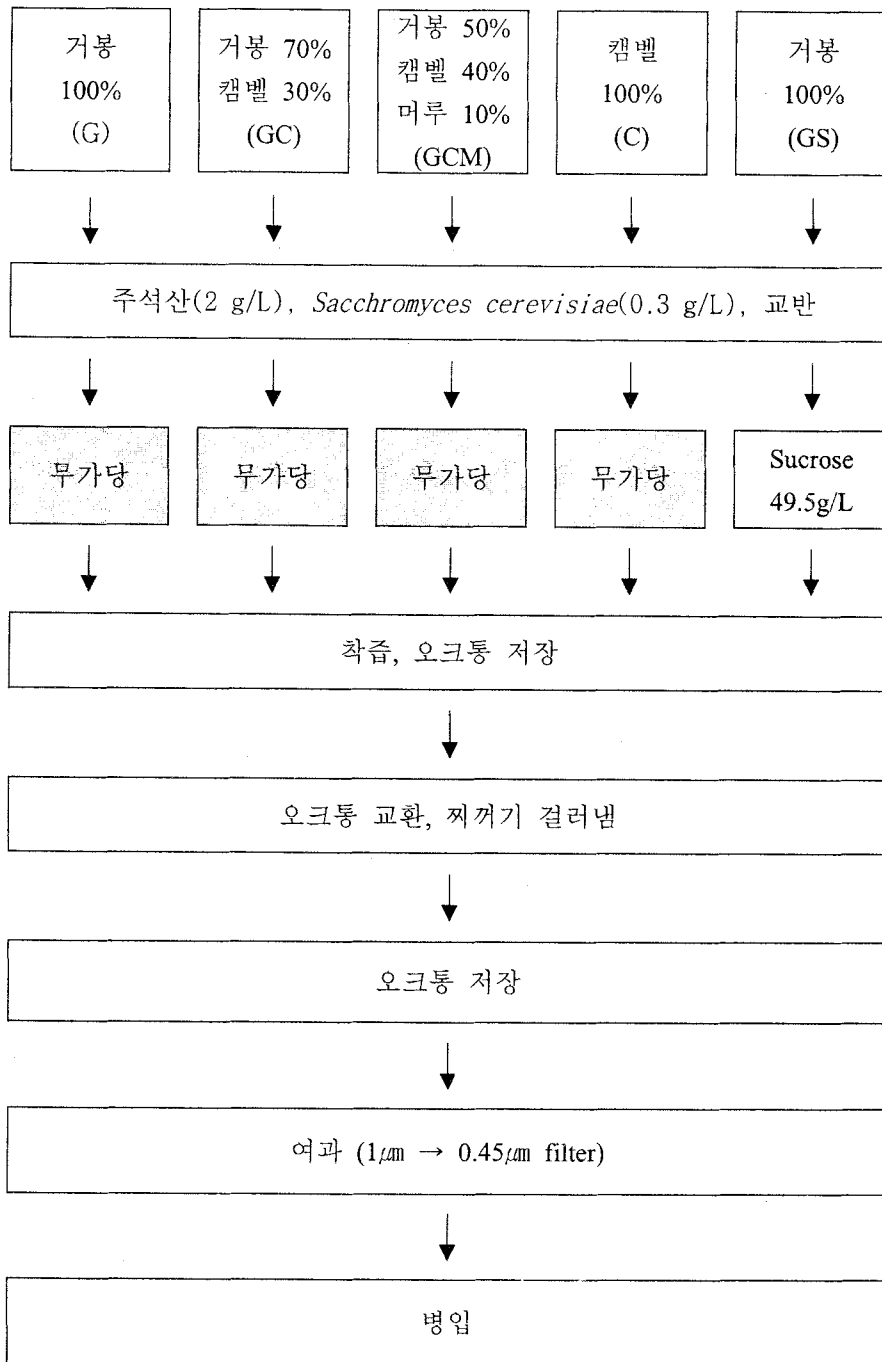 거봉
100%
(G)
거봉 70%
캠벨 30%
(GC)
거봉 50%
캠벨 40%
머루 10%
(GCM)
캠벨
100%
(C)
거봉
100%
(GS)
주석산(2 g/L), Sacchromyces cerevisiae(0.3 g/L), 교반
무가당
무가당
무가당
무가당
Sucrose
49.5g/L
착즙, 오크통 저장
오크통 교환, 찌꺼기 걸러냄
오크통 저장
여과 (1㎛ → 0.45㎛ filter)
병입